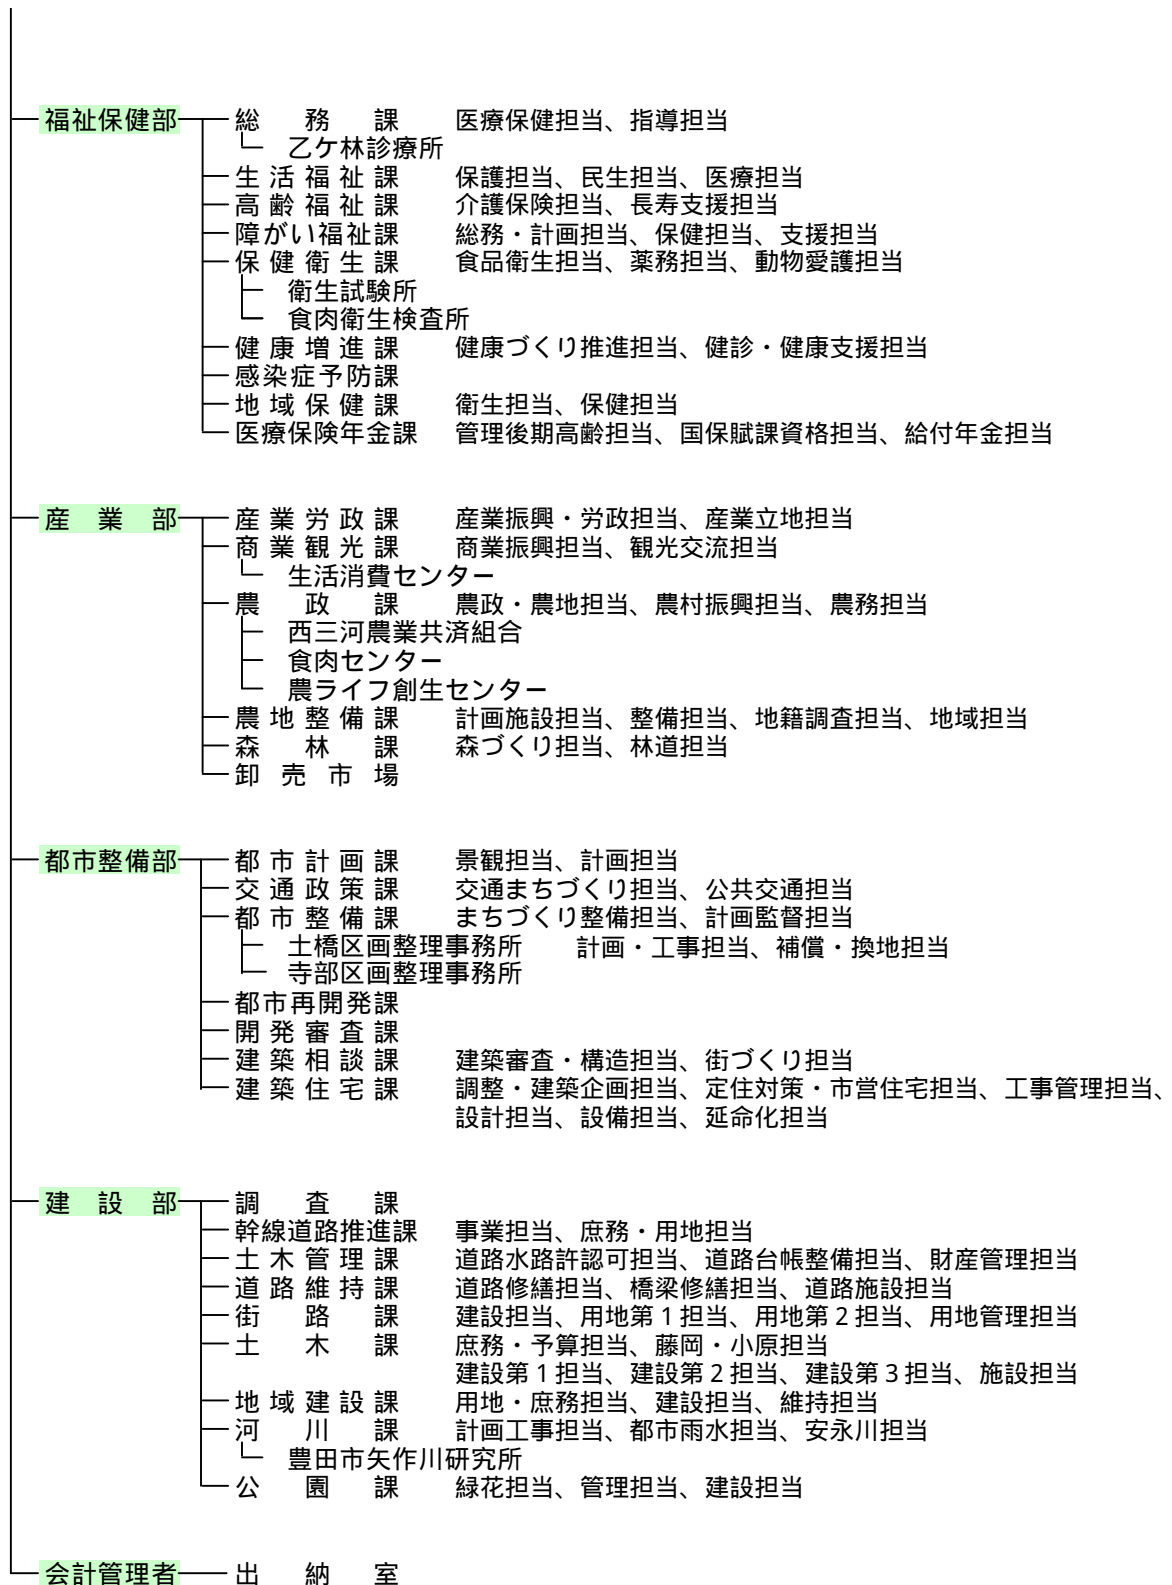 福祉保健部 総務課 医療保健担当、指導担当
乙ケ林診療所
生活福祉課 保護担当、民生担当、医療担当
高齢福祉課 介護保険担当、長寿支援担当
障がい福祉課 総務・計画担当、保健担当、支援担当
保健衛生課 食品衛生担当、薬務担当、動物愛護担当
衛生試験所
食肉衛生検査所
健康増進課 健康づくり推進担当、健診・健康支援担当
感染症予防課
地域保健課 衛生担当、保健担当
医療保険年金課 管理後期高齢担当、国保賦課資格担当、給付年金担当
産業部 産業労政課 産業振興・労政担当、産業立地担当
商業観光課 商業振興担当、観光交流担当
生活消費センター
農政課 農政・農地担当、農村振興担当、農務担当
西三河農業共済組合
食肉センター
農ライフ創生センター
農地整備課 計画施設担当、整備担当、地籍調査担当、地域担当
森林課 森づくり担当、林道担当
卸売市場
都市整備部 都市計画課 景観担当、計画担当
交通政策課 交通まちづくり担当、公共交通担当
都市整備課 まちづくり整備担当、計画監督担当
土橋区画整理事務所 計画・工事担当、補償・換地担当
寺部区画整理事務所
都市再開発課
開発審査課
建築相談課 建築審査・構造担当、街づくり担当
建築住宅課 調整・建築企画担当、定住対策・市営住宅担当、工事管理担当、
設計担当、設備担当、延命化担当
建設部 調査課
幹線道路推進課 事業担当、庶務・用地担当
土木管理課 道路水路許認可担当、道路台帳整備担当、財産管理担当
道路維持課 道路修繕担当、橋梁修繕担当、道路施設担当
街路課 建設担当、用地第1担当、用地第2担当、用地管理担当
土木課 庶務・予算担当、藤岡・小原担当
建設第1担当、建設第2担当、建設第3担当、施設担当
地域建設課 用地・庶務担当、建設担当、維持担当
河川課 計画工事担当、都市雨水担当、安永川担当
豊田市矢作川研究所
公園課 緑花担当、管理担当、建設担当
会計管理者 出納室